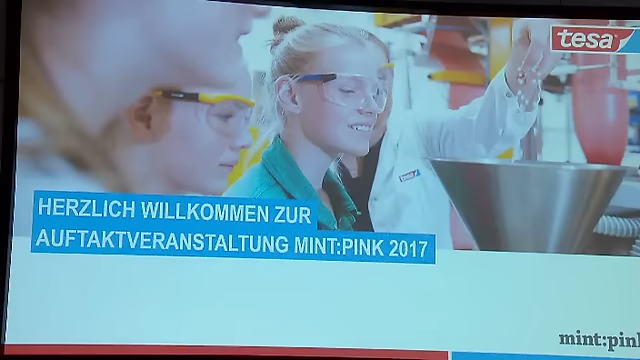 tesa
HERZLICH WILLKOMMEN ZUR
AUFTAKTVERANSTALTUNG MINT:PINK 2017
mint:pink